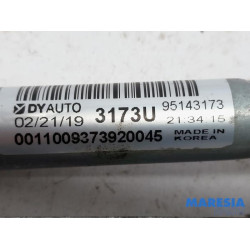 DYAUTO 3173U 95143173
02/21/19 21:34:15
0011009373920045 MADE IN
KOREA
MARESIA